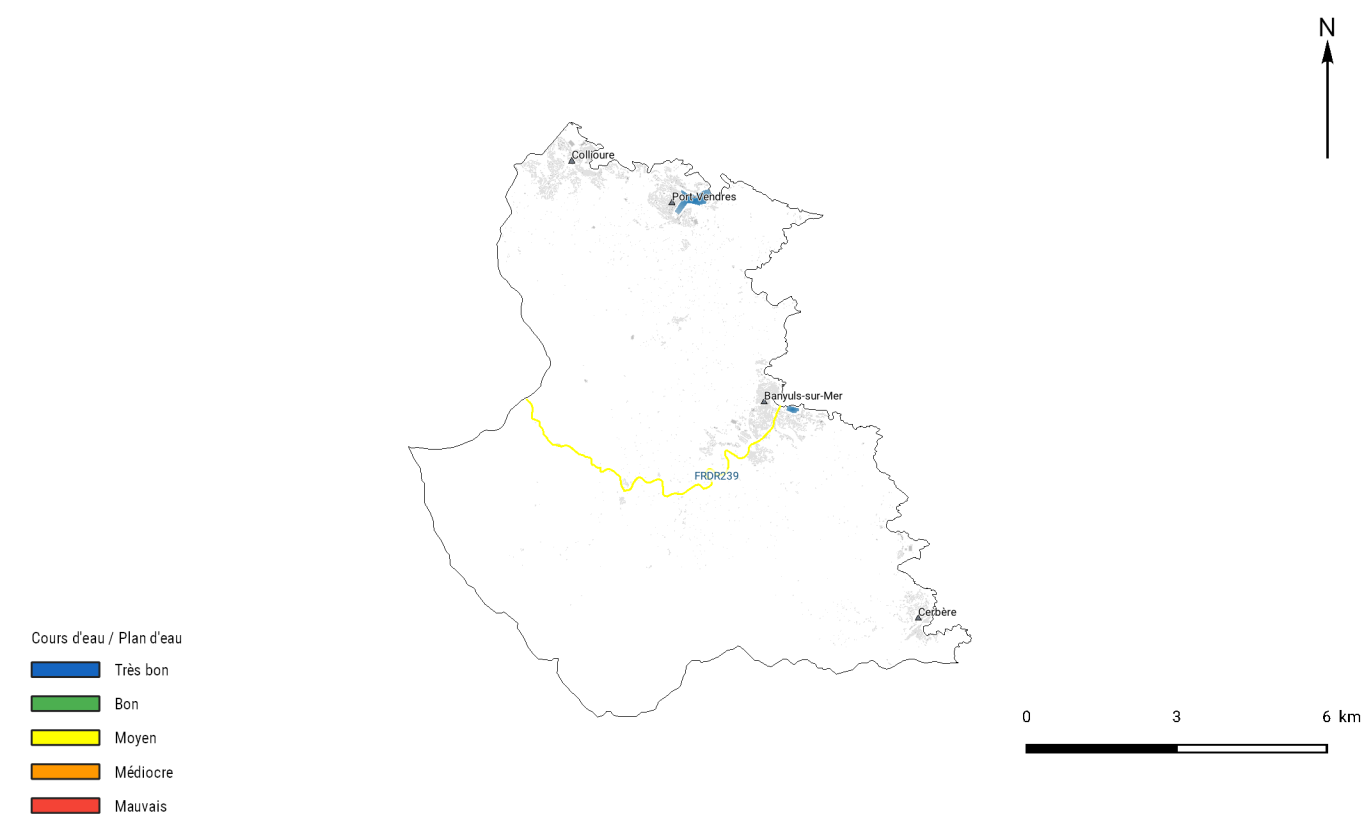 N
Collioure
Port Vendres
Banyuls-sur-Mer
FRDR239
Cerbère
Cours d'eau / Plan d'eau
Très bon
Bon
Moyen
Médiocre
Mauvais
0 3 6 km